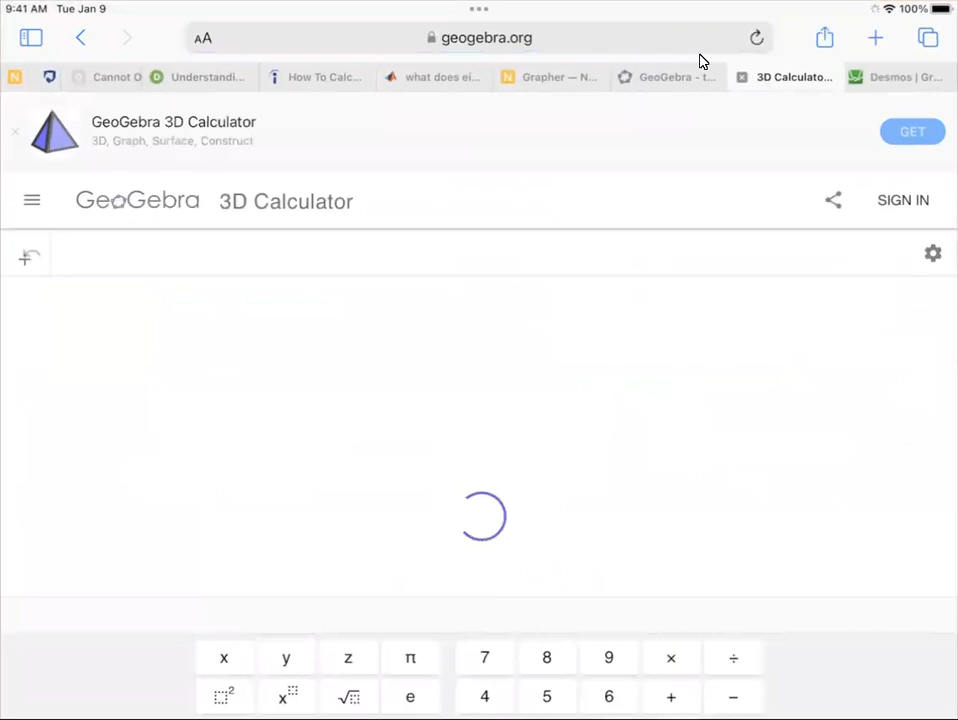 9:41 AM Tue Jan 9
100%
AA
geogebra.org
Cannot O
Understandi...
How To Calc...
what does ei...
Grapher — N...
GeoGebra - t...
3D Calculato...
Desmos | Gr...
GeoGebra 3D Calculator
3D, Graph, Surface, Construct
GET
GeoGebra 3D Calculator
SIGN IN
x y z π 7 8 9 × ÷
² x √ e 4 5 6 + −